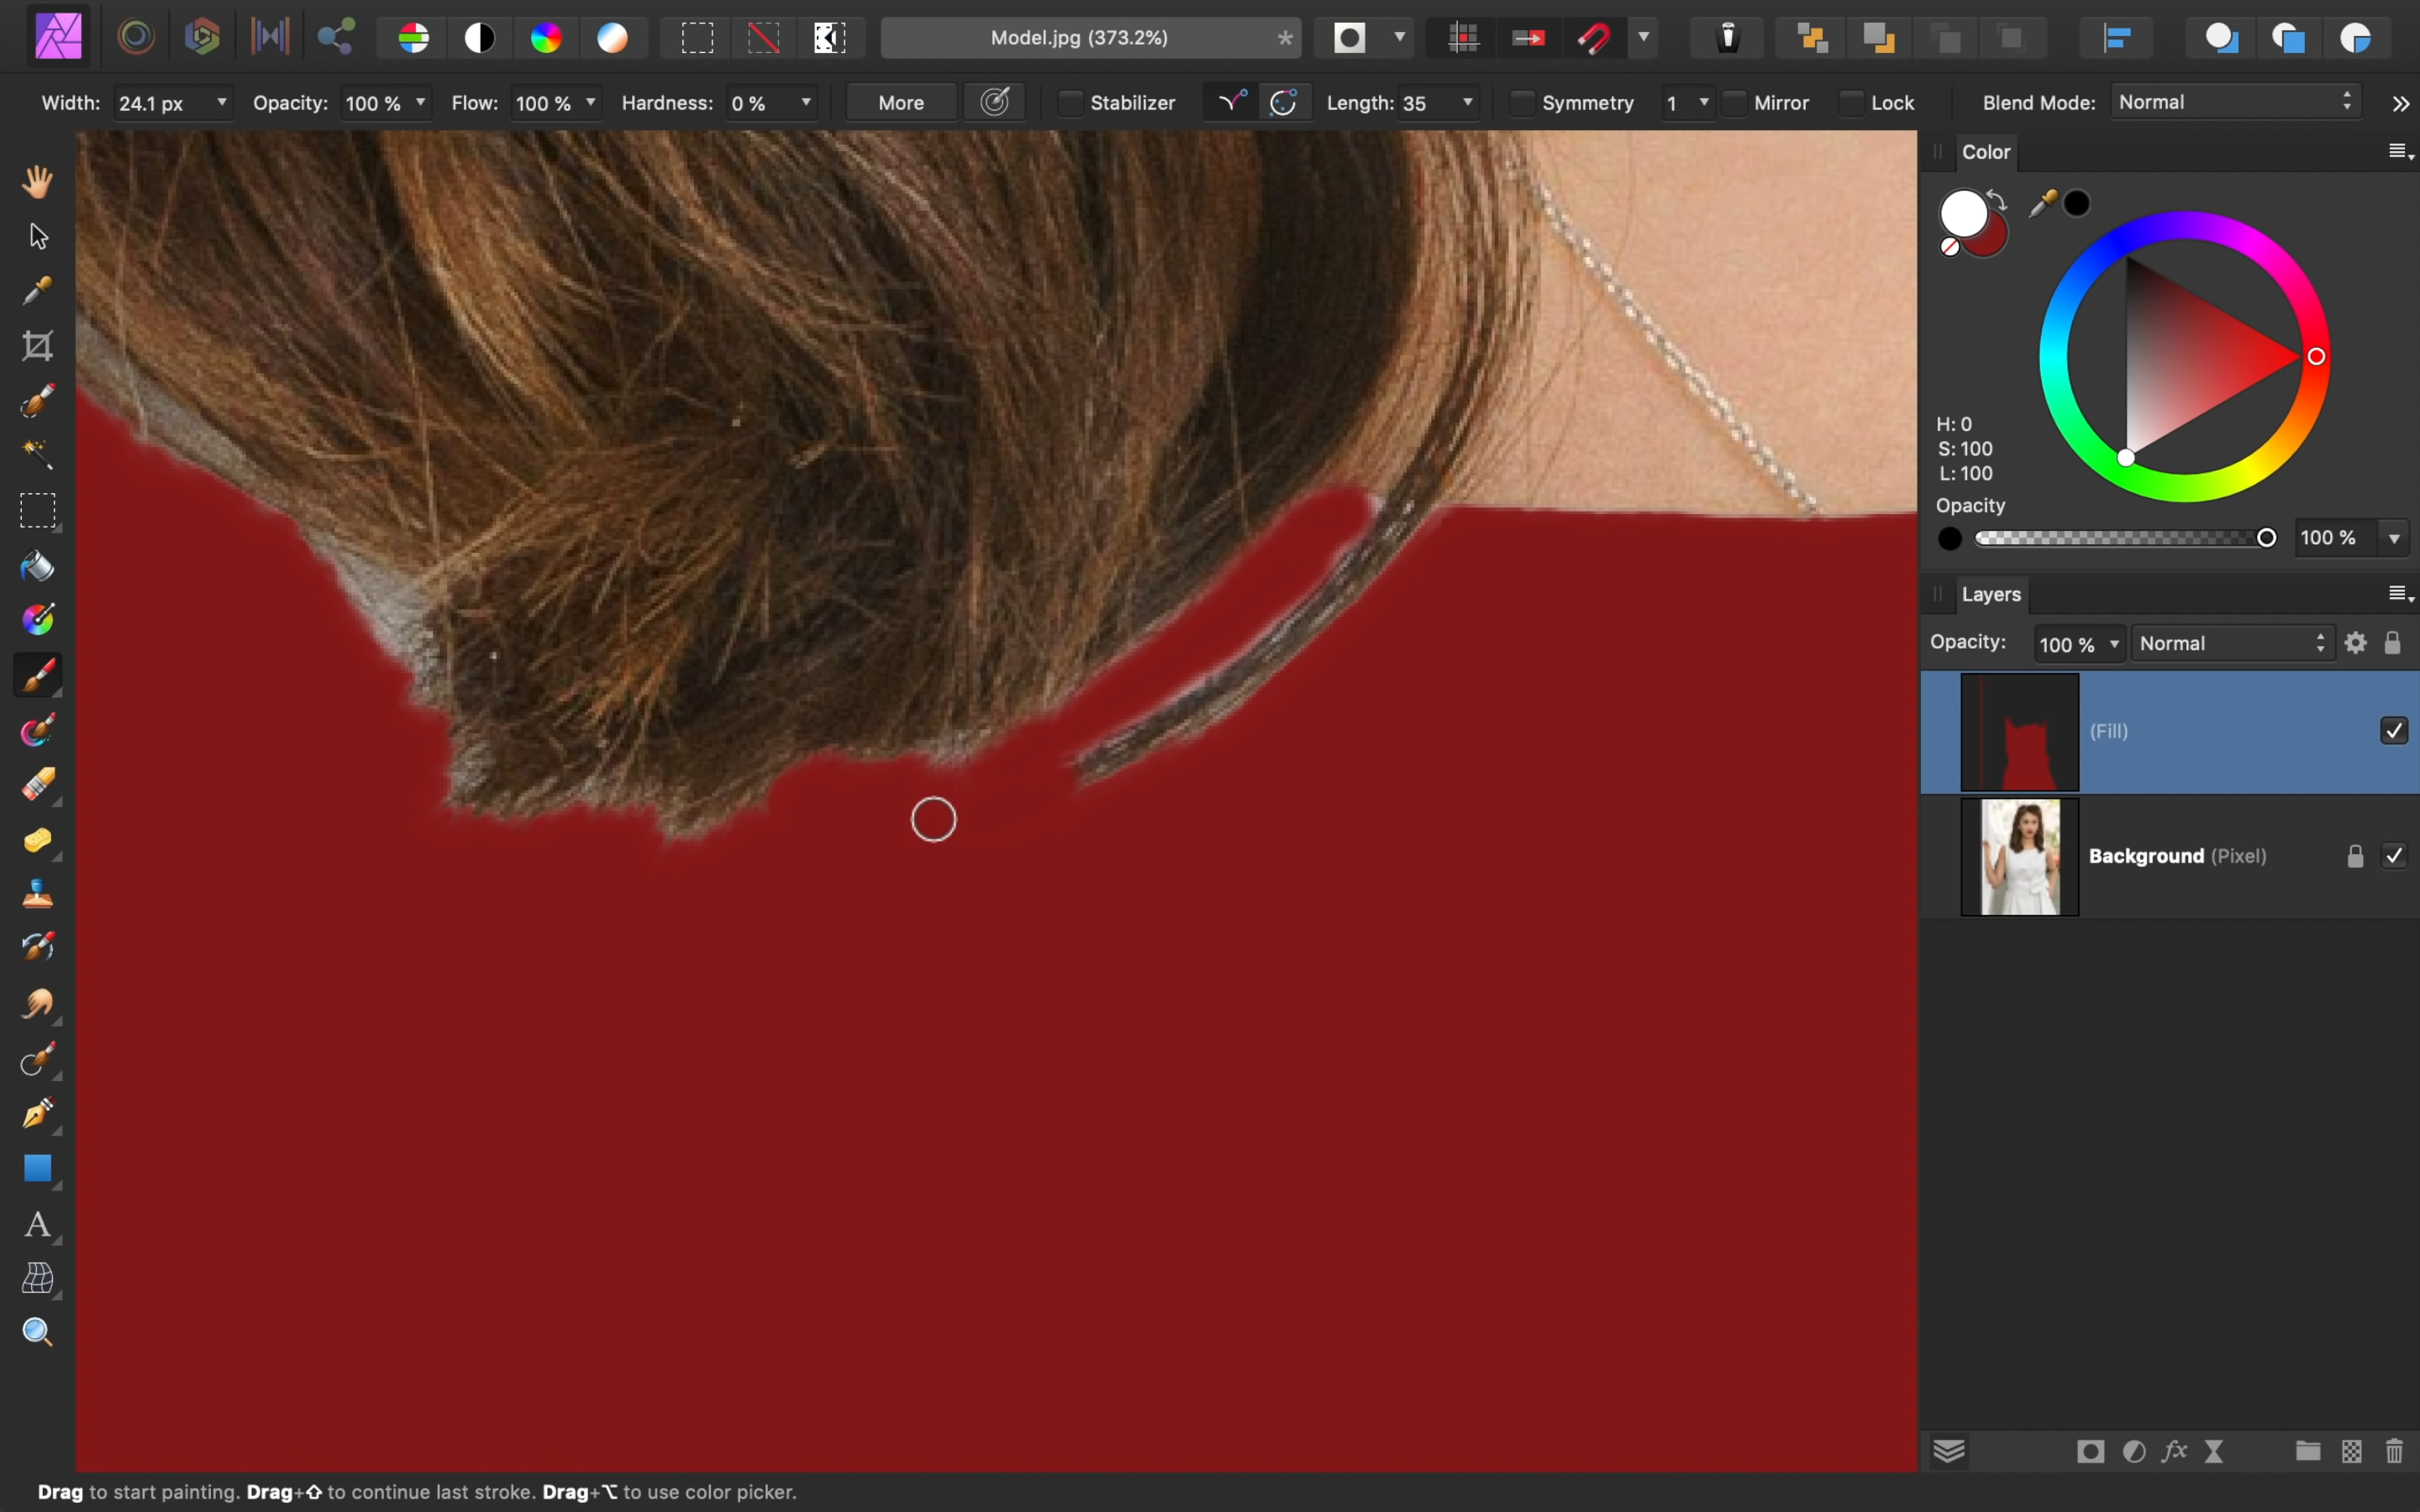 Model.jpg (373.2%) *
Width: 24.1 px Opacity: 100 % Flow: 100 % Hardness: 0 % More Stabilizer Length: 35 Symmetry 1 Mirror Lock Blend Mode: Normal
Color
H: 0
S: 100
L: 100
Opacity
100 %
Layers
Opacity: 100 % Normal
(Fill)
Background (Pixel)
fx
A
Drag to start painting. Drag+⇧ to continue last stroke. Drag+⌥ to use color picker.